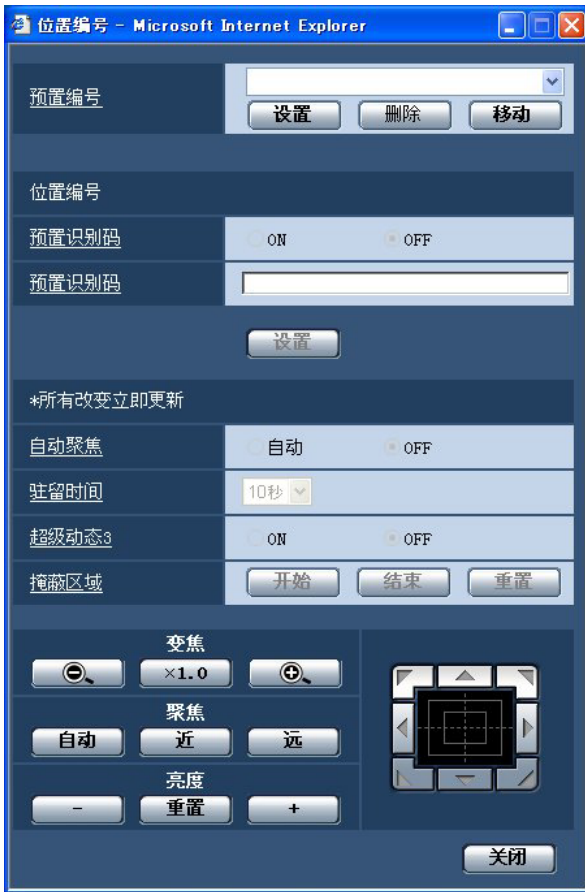 位置编号 - Microsoft Internet Explorer
预置编号
设置 删除 移动
位置编号
预置识别码 ON OFF
预置识别码
设置
*所有改变立即更新
自动聚焦 自动 OFF
驻留时间 10秒
超级动态3 ON OFF
掩蔽区域 开始 结束 重置
变焦
×1.0
聚焦
自动 近 远
亮度
- 重置 +
关闭